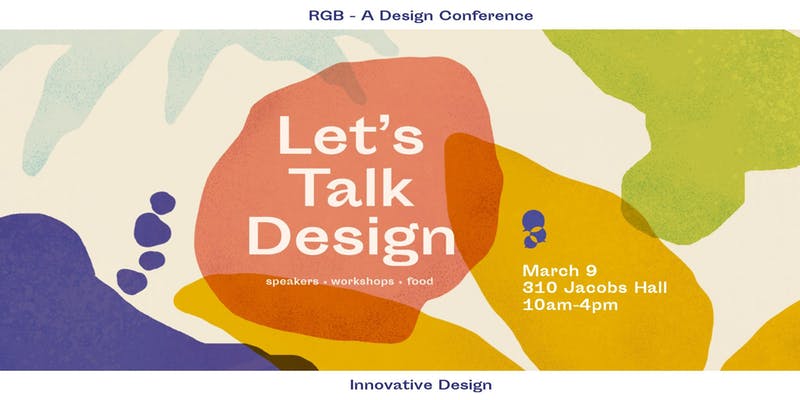 RGB - A Design Conference
Let's
Talk
Design
speakers • workshops • food
March 9
310 Jacobs Hall
10am-4pm
Innovative Design